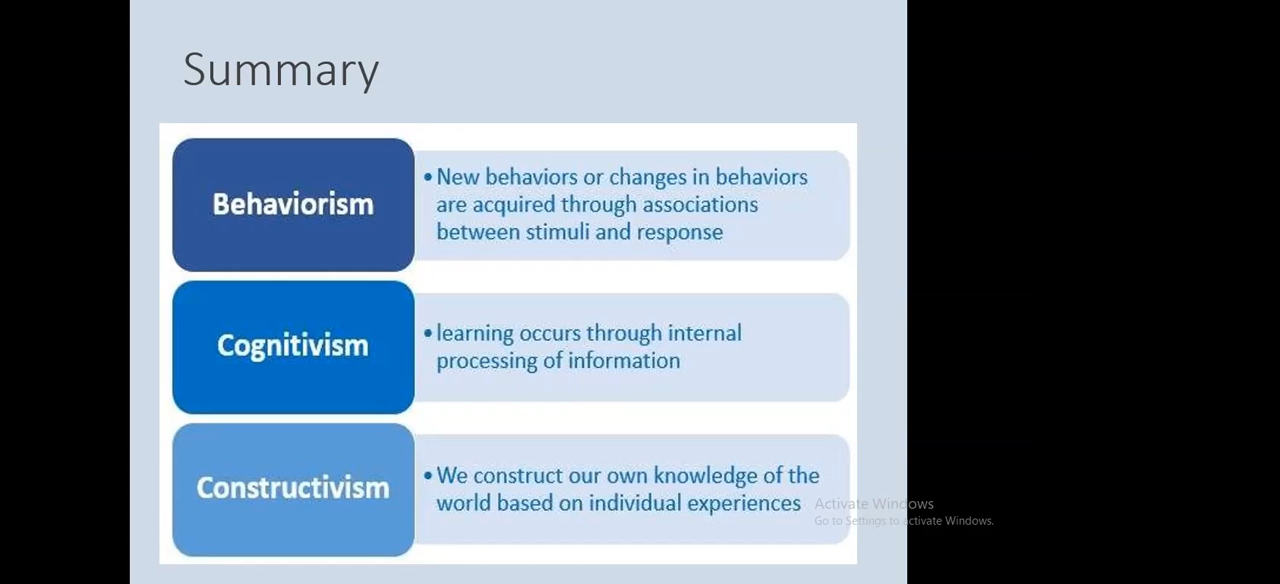 Summary
Behaviorism
• New behaviors or changes in behaviors
are acquired through associations
between stimuli and response
Cognitivism
• learning occurs through internal
processing of information
Constructivism
• We construct our own knowledge of the
world based on individual experiences
Activate Windows
Go to Settings to activate Windows.